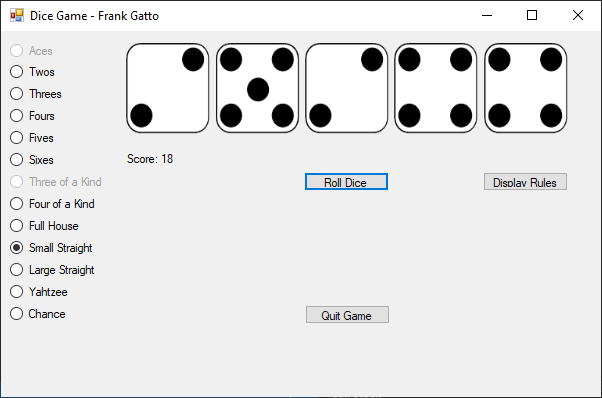 Dice Game - Frank Gatto
Aces
Twos
Threes
Fours
Fives
Sixes
Three of a Kind
Four of a Kind
Full House
Small Straight
Large Straight
Yahtzee
Chance
Score: 18
Roll Dice
Display Rules
Quit Game